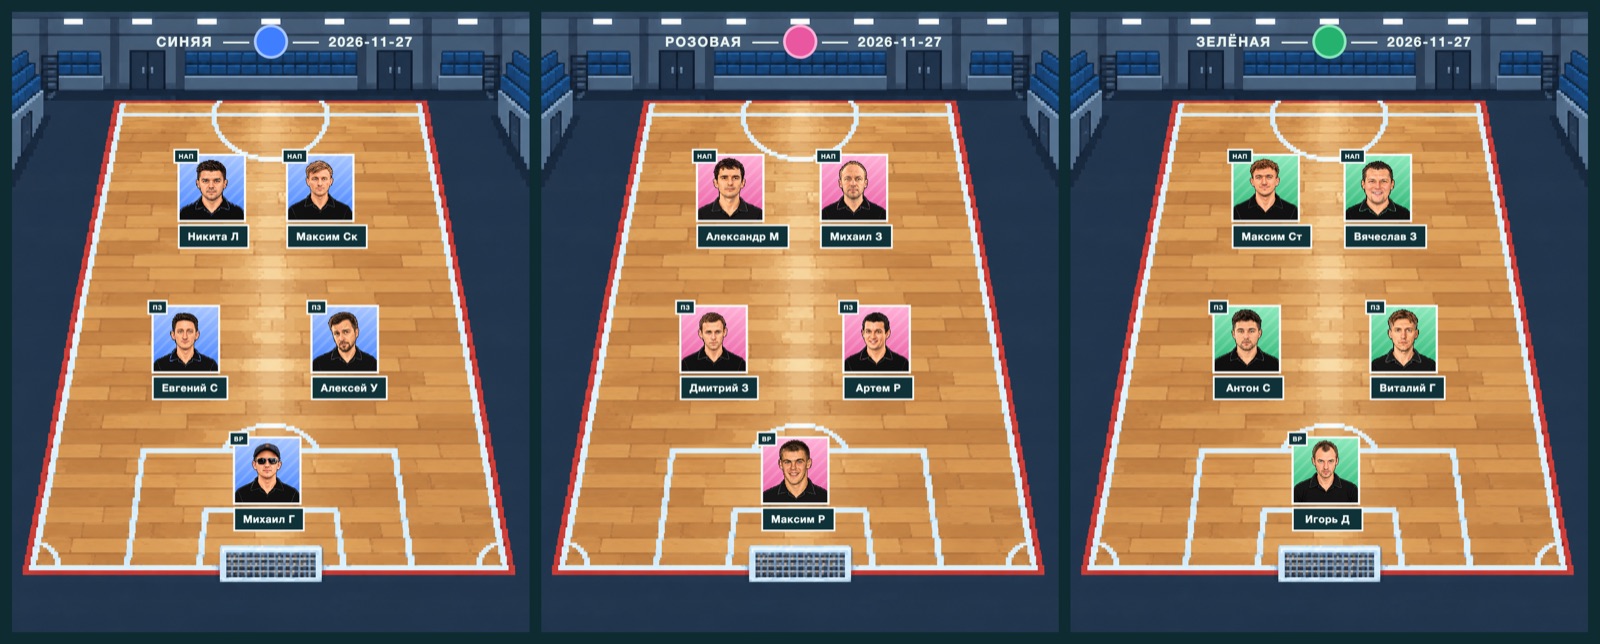 СИНЯЯ 2026-11-27
НАП НАП
Никита Л Максим Ск
ПЗ ПЗ
Евгений С Алексей У
ВР
Михаил Г
РОЗОВАЯ 2026-11-27
НАП НАП
Александр М Михаил З
ПЗ ПЗ
Дмитрий З Артем Р
ВР
Максим Р
ЗЕЛЁНАЯ 2026-11-27
НАП НАП
Максим Ст Вячеслав З
ПЗ ПЗ
Антон С Виталий Г
ВР
Игорь Д